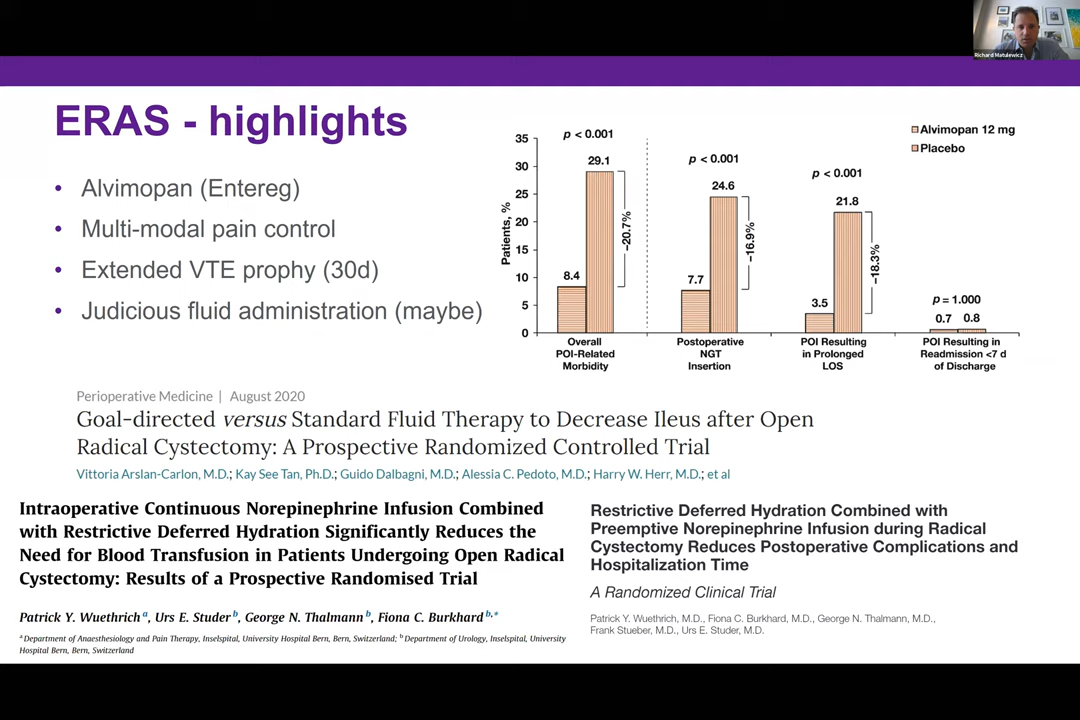 Richard Matulewicz
ERAS - highlights
• Alvimopan (Entereg)
• Multi-modal pain control
• Extended VTE prophy (30d)
• Judicious fluid administration (maybe)
Alvimopan 12 mg
Placebo
Patients, %
35
30
25
20
15
10
5
0
p < 0.001
29.1
8.4
–20.7%
p < 0.001
24.6
7.7
–16.9%
p < 0.001
21.8
3.5
–18.3%
p = 1.000
0.7 0.8
Overall
POI-Related
Morbidity
Postoperative
NGT
Insertion
POI Resulting
in Prolonged
LOS
POI Resulting in
Readmission <7 d
of Discharge
Perioperative Medicine | August 2020
Goal-directed versus Standard Fluid Therapy to Decrease Ileus after Open
Radical Cystectomy: A Prospective Randomized Controlled Trial
Vittoria Arslan-Carlon, M.D.; Kay See Tan, Ph.D.; Guido Dalbagni, M.D.; Alessia C. Pedoto, M.D.; Harry W. Herr, M.D.; et al
Intraoperative Continuous Norepinephrine Infusion Combined
with Restrictive Deferred Hydration Significantly Reduces the
Need for Blood Transfusion in Patients Undergoing Open Radical
Cystectomy: Results of a Prospective Randomised Trial
Patrick Y. Wuethrich a, Urs E. Studer b, George N. Thalmann b, Fiona C. Burkhard b,*
a Department of Anaesthesiology and Pain Therapy, Inselspital, University Hospital Bern, Bern, Switzerland; b Department of Urology, Inselspital, University
Hospital Bern, Bern, Switzerland
Restrictive Deferred Hydration Combined with
Preemptive Norepinephrine Infusion during Radical
Cystectomy Reduces Postoperative Complications and
Hospitalization Time
A Randomized Clinical Trial
Patrick Y. Wuethrich, M.D., Fiona C. Burkhard, M.D., George N. Thalmann, M.D.,
Frank Stueber, M.D., Urs E. Studer, M.D.